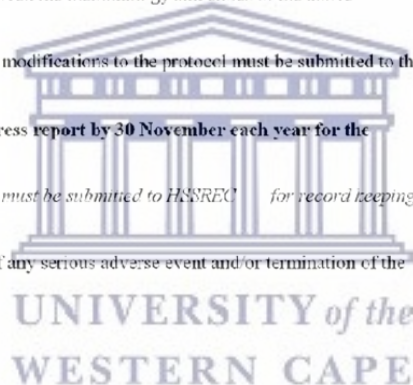 modifications to the protocol must be submitted to th
ress report by 30 November each year for the
must be submitted to HSSREC for record keeping
f any serious adverse event and/or termination of the
UNIVERSITY of the
WESTERN CAPE